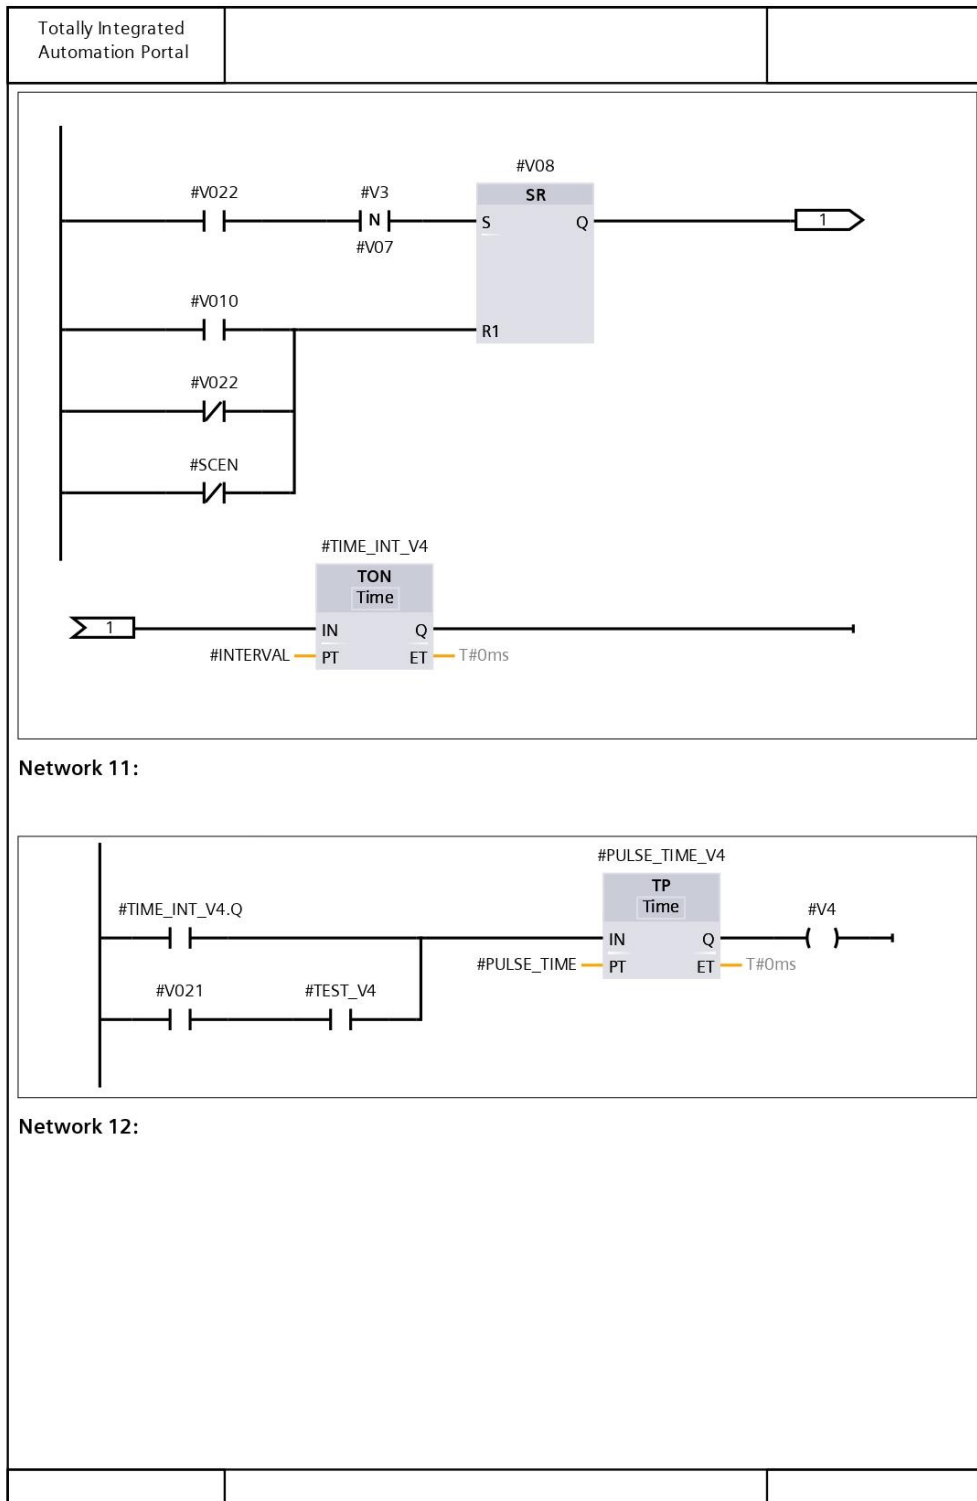 Totally Integrated
Automation Portal
#V08
#V022 #V3 SR
N S Q 1
#V07
#V010
R1
#V022
#SCEN
#TIME_INT_V4
TON
Time
1 IN Q
#INTERVAL PT ET T#0ms
Network 11:
#PULSE_TIME_V4
TP
#TIME_INT_V4.Q Time #V4
IN Q
#PULSE_TIME PT ET T#0ms
#V021 #TEST_V4
Network 12: